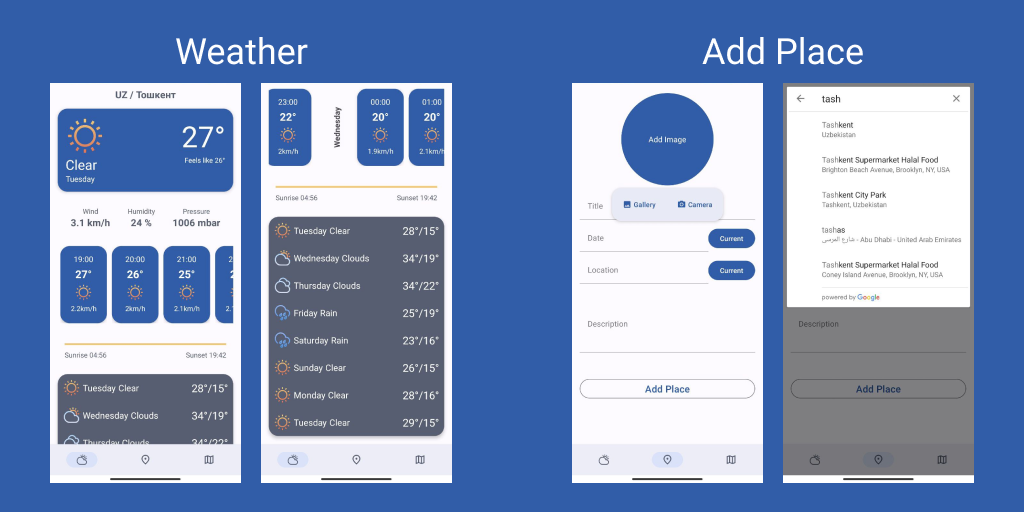 Weather
Add Place
UZ / Тошкент
27°
Feels like 26°
Clear
Tuesday
Wind
Humidity
Pressure
3.1 km/h
24 %
1006 mbar
19:00
27°
2.2km/h
20:00
26°
2km/h
21:00
25°
2.1km/h
Sunrise 04:56
Sunset 19:42
Tuesday Clear
28°/15°
Wednesday Clouds
34°/19°
Thursday Clouds
34°/22°
23:00
22°
2km/h
Wednesday
00:00
20°
1.9km/h
01:00
20°
2.1km/h
Sunrise 04:56
Sunset 19:42
Tuesday Clear
28°/15°
Wednesday Clouds
34°/19°
Thursday Clouds
34°/22°
Friday Rain
25°/19°
Saturday Rain
23°/16°
Sunday Clear
26°/15°
Monday Clear
28°/16°
Tuesday Clear
29°/15°
Add Image
Gallery
Camera
Title
Date
Current
Location
Current
Description
Add Place
tash
Tashkent
Uzbekistan
Tashkent Supermarket Halal Food
Brighton Beach Avenue, Brooklyn, NY, USA
Tashkent City Park
Tashkent, Uzbekistan
tashas
Abu Dhabi - United Arab Emirates
Tashkent Supermarket Halal Food
Coney Island Avenue, Brooklyn, NY, USA
powered by Google
Description
Add Place